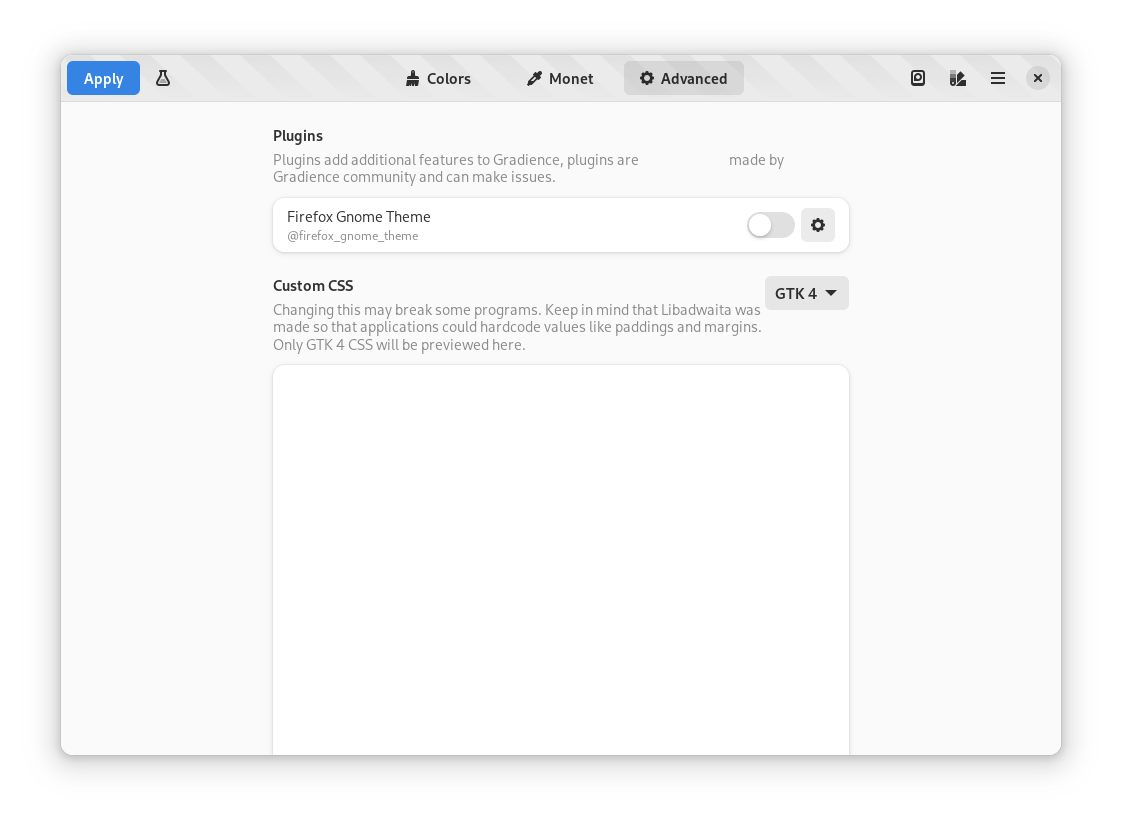 Apply
Colors
Monet
Advanced
Plugins
Plugins add additional features to Gradience, plugins are made by
Gradience community and can make issues.
Firefox Gnome Theme
@firefox_gnome_theme
Custom CSS
GTK 4
Changing this may break some programs. Keep in mind that Libadwaita was
made so that applications could hardcode values like paddings and margins.
Only GTK 4 CSS will be previewed here.